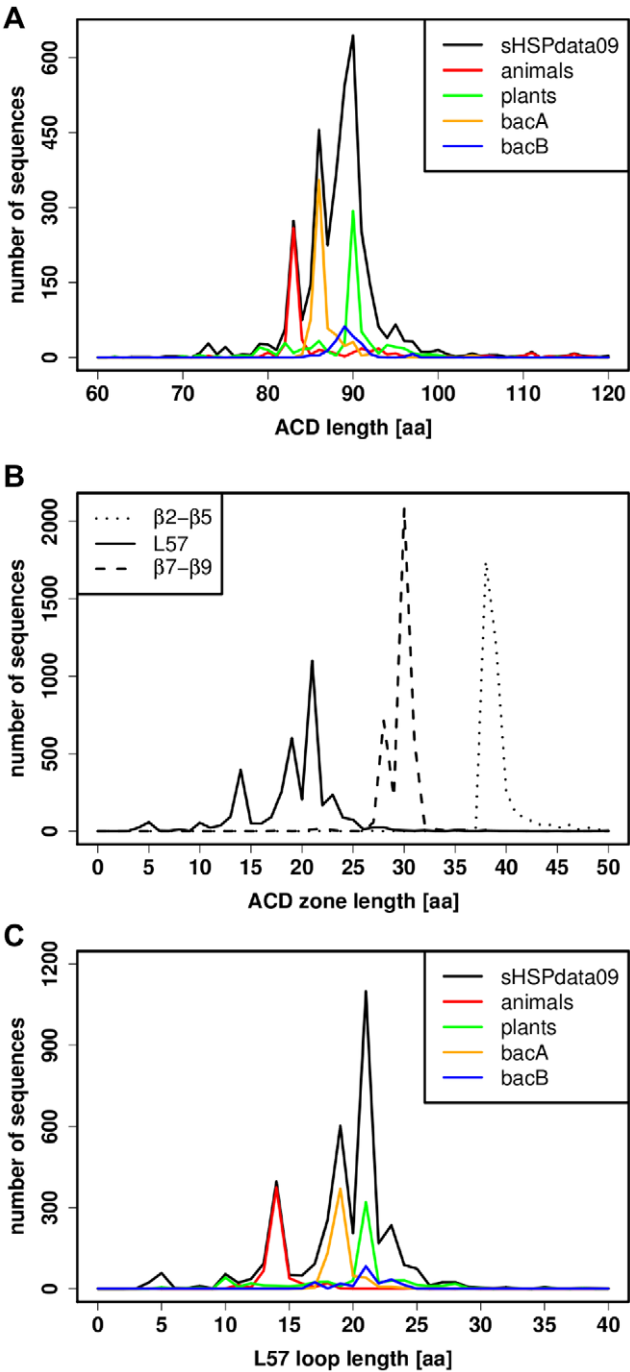 A
number of sequences
600
450
300
150
0
sHSPdata09
animals
plants
bacA
bacB
60 70 80 90 100 110 120
ACD length [aa]
B
number of sequences
2000
1500
1000
500
0
β2−β5
L57
β7−β9
0 5 10 15 20 25 30 35 40 45 50
ACD zone length [aa]
C
number of sequences
1200
900
600
300
0
sHSPdata09
animals
plants
bacA
bacB
0 5 10 15 20 25 30 35 40
L57 loop length [aa]